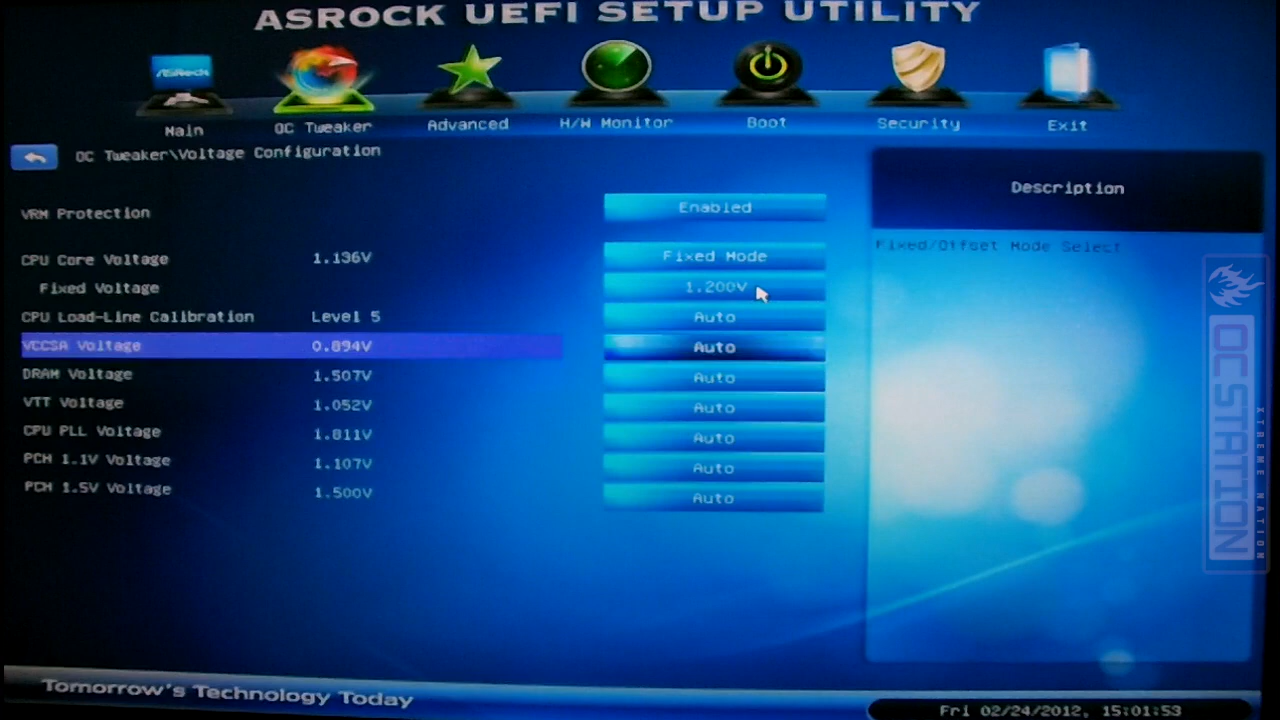 ASROCK UEFI SETUP UTILITY
ASRock
Main OC Tweaker Advanced H/W Monitor Boot Security Exit
OC Tweaker\Voltage Configuration
Description
VRM Protection Enabled
Fixed/Offset Mode Select
CPU Core Voltage 1.136V Fixed Mode
Fixed Voltage 1.200V
CPU Load-Line Calibration Level 5 Auto
VCCSA Voltage 0.894V Auto
DRAM Voltage 1.507V Auto
VTT Voltage 1.052V Auto
CPU PLL Voltage 1.811V Auto
PCH 1.1V Voltage 1.107V Auto
PCH 1.5V Voltage 1.500V Auto
OCSTATION
XTREME NATION
Tomorrow's Technology Today
Fri 02/24/2012, 15:01:53